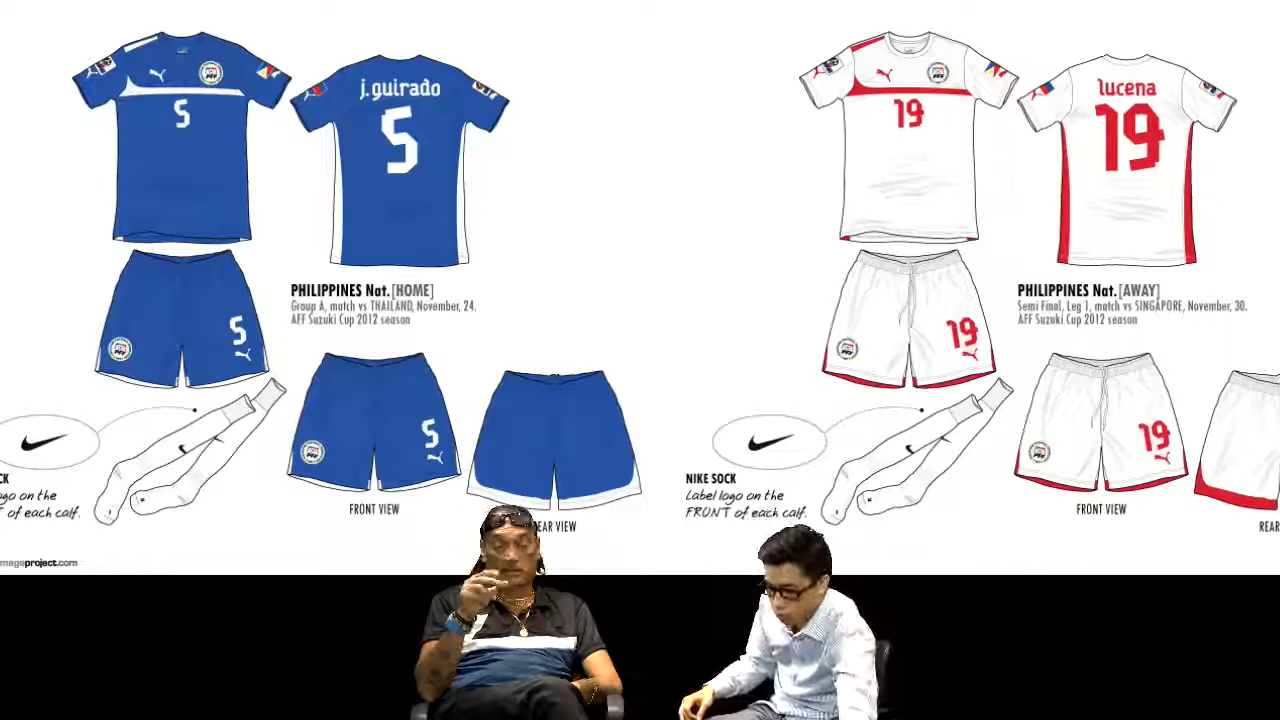 5
j.guirado
5
PHILIPPINES Nat.[HOME]
Group A, match vs THAILAND, November, 24.
AFF Suzuki Cup 2012 season
5
5
CK
ogo on the
T of each calf.
FRONT VIEW
REAR VIEW
mageproject.com
19
lucena
19
PHILIPPINES Nat.[AWAY]
Semi Final, Leg 1, match vs SINGAPORE, November, 30.
AFF Suzuki Cup 2012 season
19
19
NIKE SOCK
Label logo on the
FRONT of each calf.
FRONT VIEW
REAR